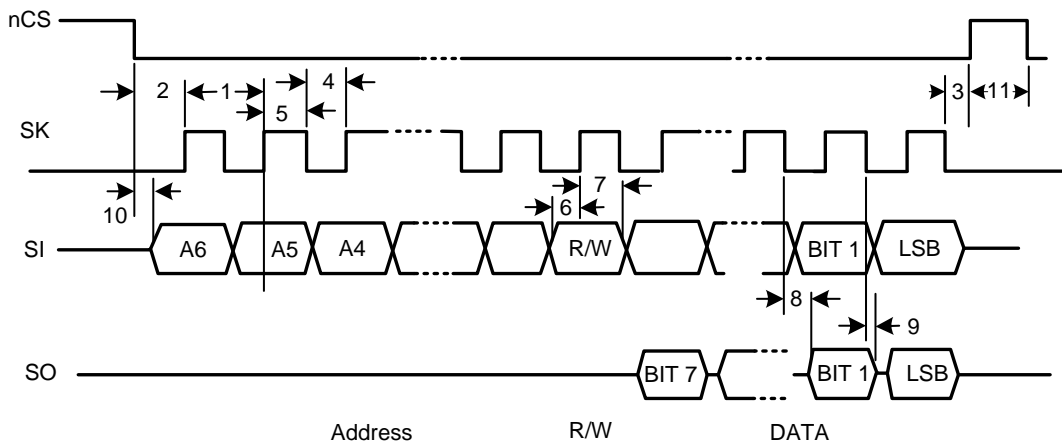 nCS
2 1 4 3 11
5
SK
7
10 6
SI A6 A5 A4 R/W BIT 1 LSB
8 9
SO BIT 7 BIT 1 LSB
Address R/W DATA